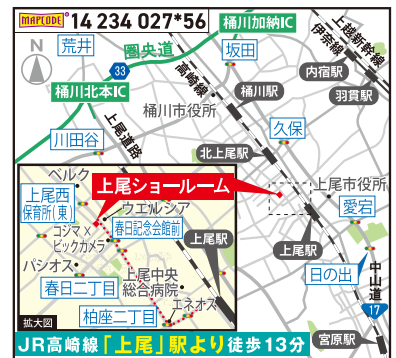 MAPCODE 14 234 027*56
桶川加納IC
上越新幹線
伊奈線
N
荒井
圏央道
坂田
33
高崎線
内宿駅
桶川北本IC
桶川駅
羽貫駅
桶川市役所
上尾道路
久保
川田谷
北上尾駅
ベルク
上尾ショールーム
上尾市役所
上尾西
保育所(東)
ウエルシア
愛宕
コジマ×
ビックカメラ
春日記念会館前
上尾駅
パシオス
上尾駅
上尾中央
総合病院
日の出
中山道
春日二丁目
エネオス
柏座二丁目
17
拡大図
宮原駅
JR高崎線「上尾」駅より徒歩13分